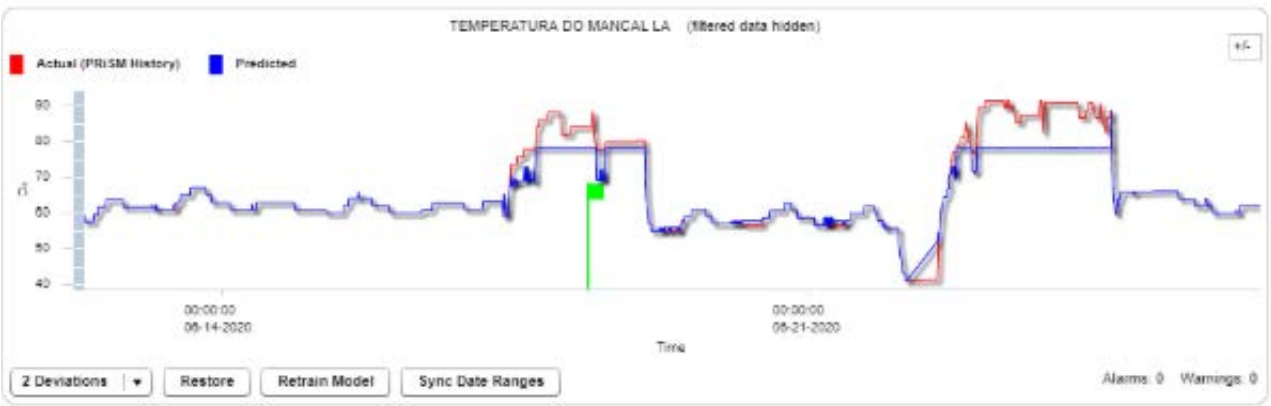 TEMPERATURA DO MANCAL LA (filtered data hidden)
+/-
Actual (PRiSM History) Predicted
90
80
70
60
50
40
00:00:00
06-14-2020
00:00:00
06-21-2020
Time
2 Deviations
Restore
Retrain Model
Sync Date Ranges
Alarms: 0 Warnings: 0